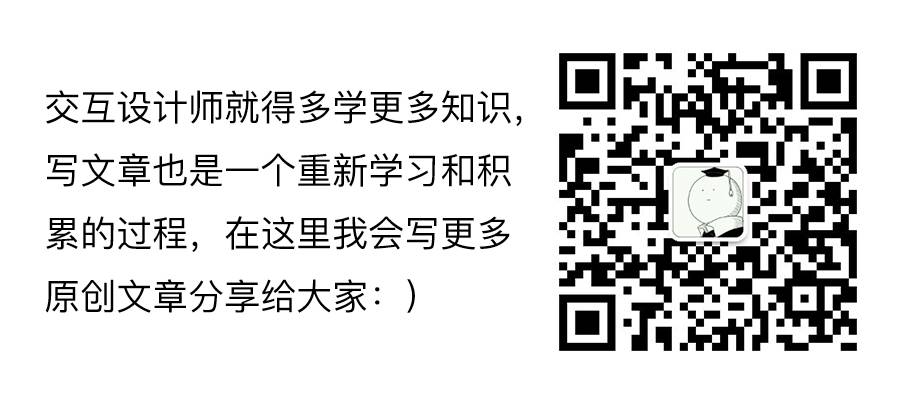 交互设计师就得多学更多知识，
写文章也是一个重新学习和积
累的过程，在这里我会写更多
原创文章分享给大家：）